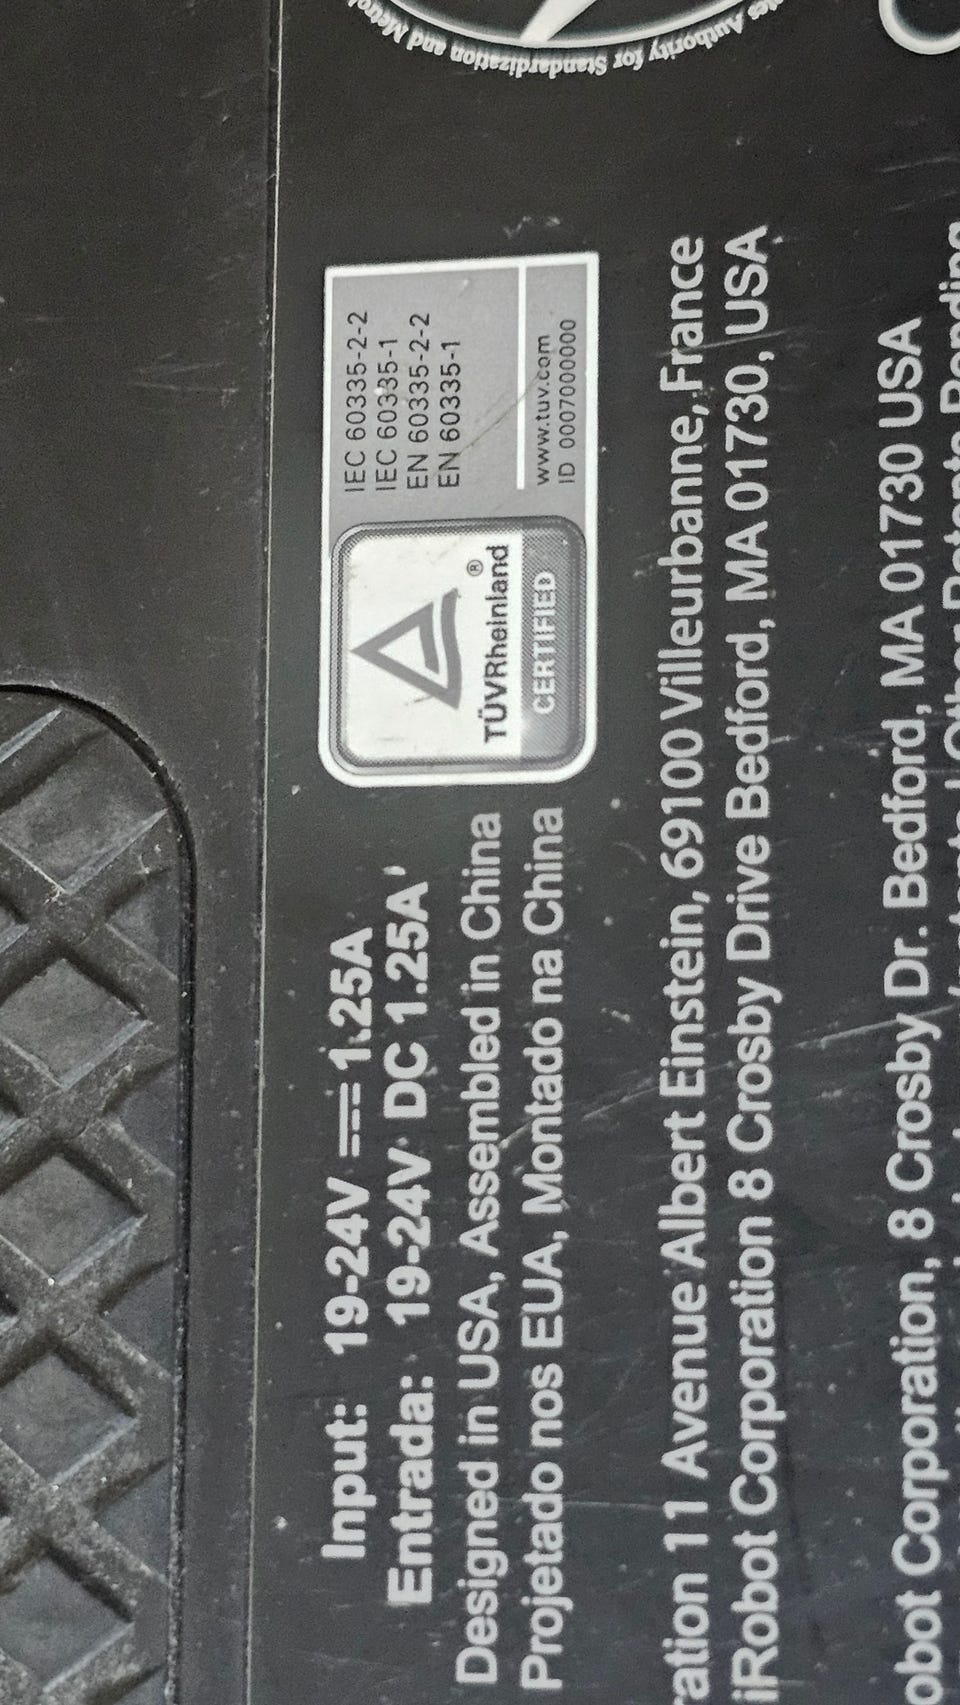 Authority for Standardization and
Input: 19-24V ⎓ 1.25A
Entrada: 19-24V DC 1.25A
Designed in USA, Assembled in China
Projetado nos EUA, Montado na China
TÜVRheinland®
CERTIFIED
IEC 60335-2-2
IEC 60335-1
EN 60335-2-2
EN 60335-1
www.tuv.com
ID 0007000000
ration 11 Avenue Albert Einstein, 69100 Villeurbanne, France
iRobot Corporation 8 Crosby Drive Bedford, MA 01730, USA
obot Corporation, 8 Crosby Dr. Bedford, MA 01730 USA